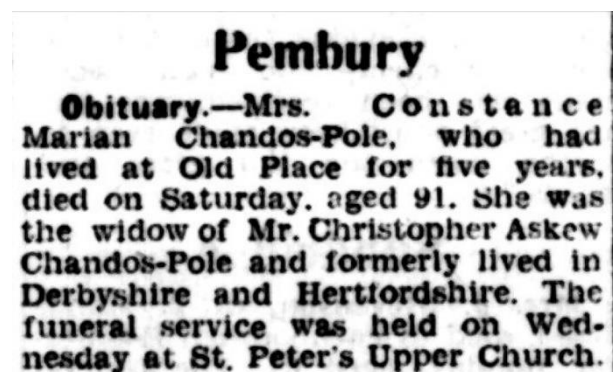 Pembury
Obituary.—Mrs. Constance
Marian Chandos-Pole, who had
lived at Old Place for five years,
died on Saturday, aged 91. She was
the widow of Mr. Christopher Askew
Chandos-Pole and formerly lived in
Derbyshire and Hertfordshire. The
funeral service was held on Wed-
nesday at St. Peter's Upper Church.